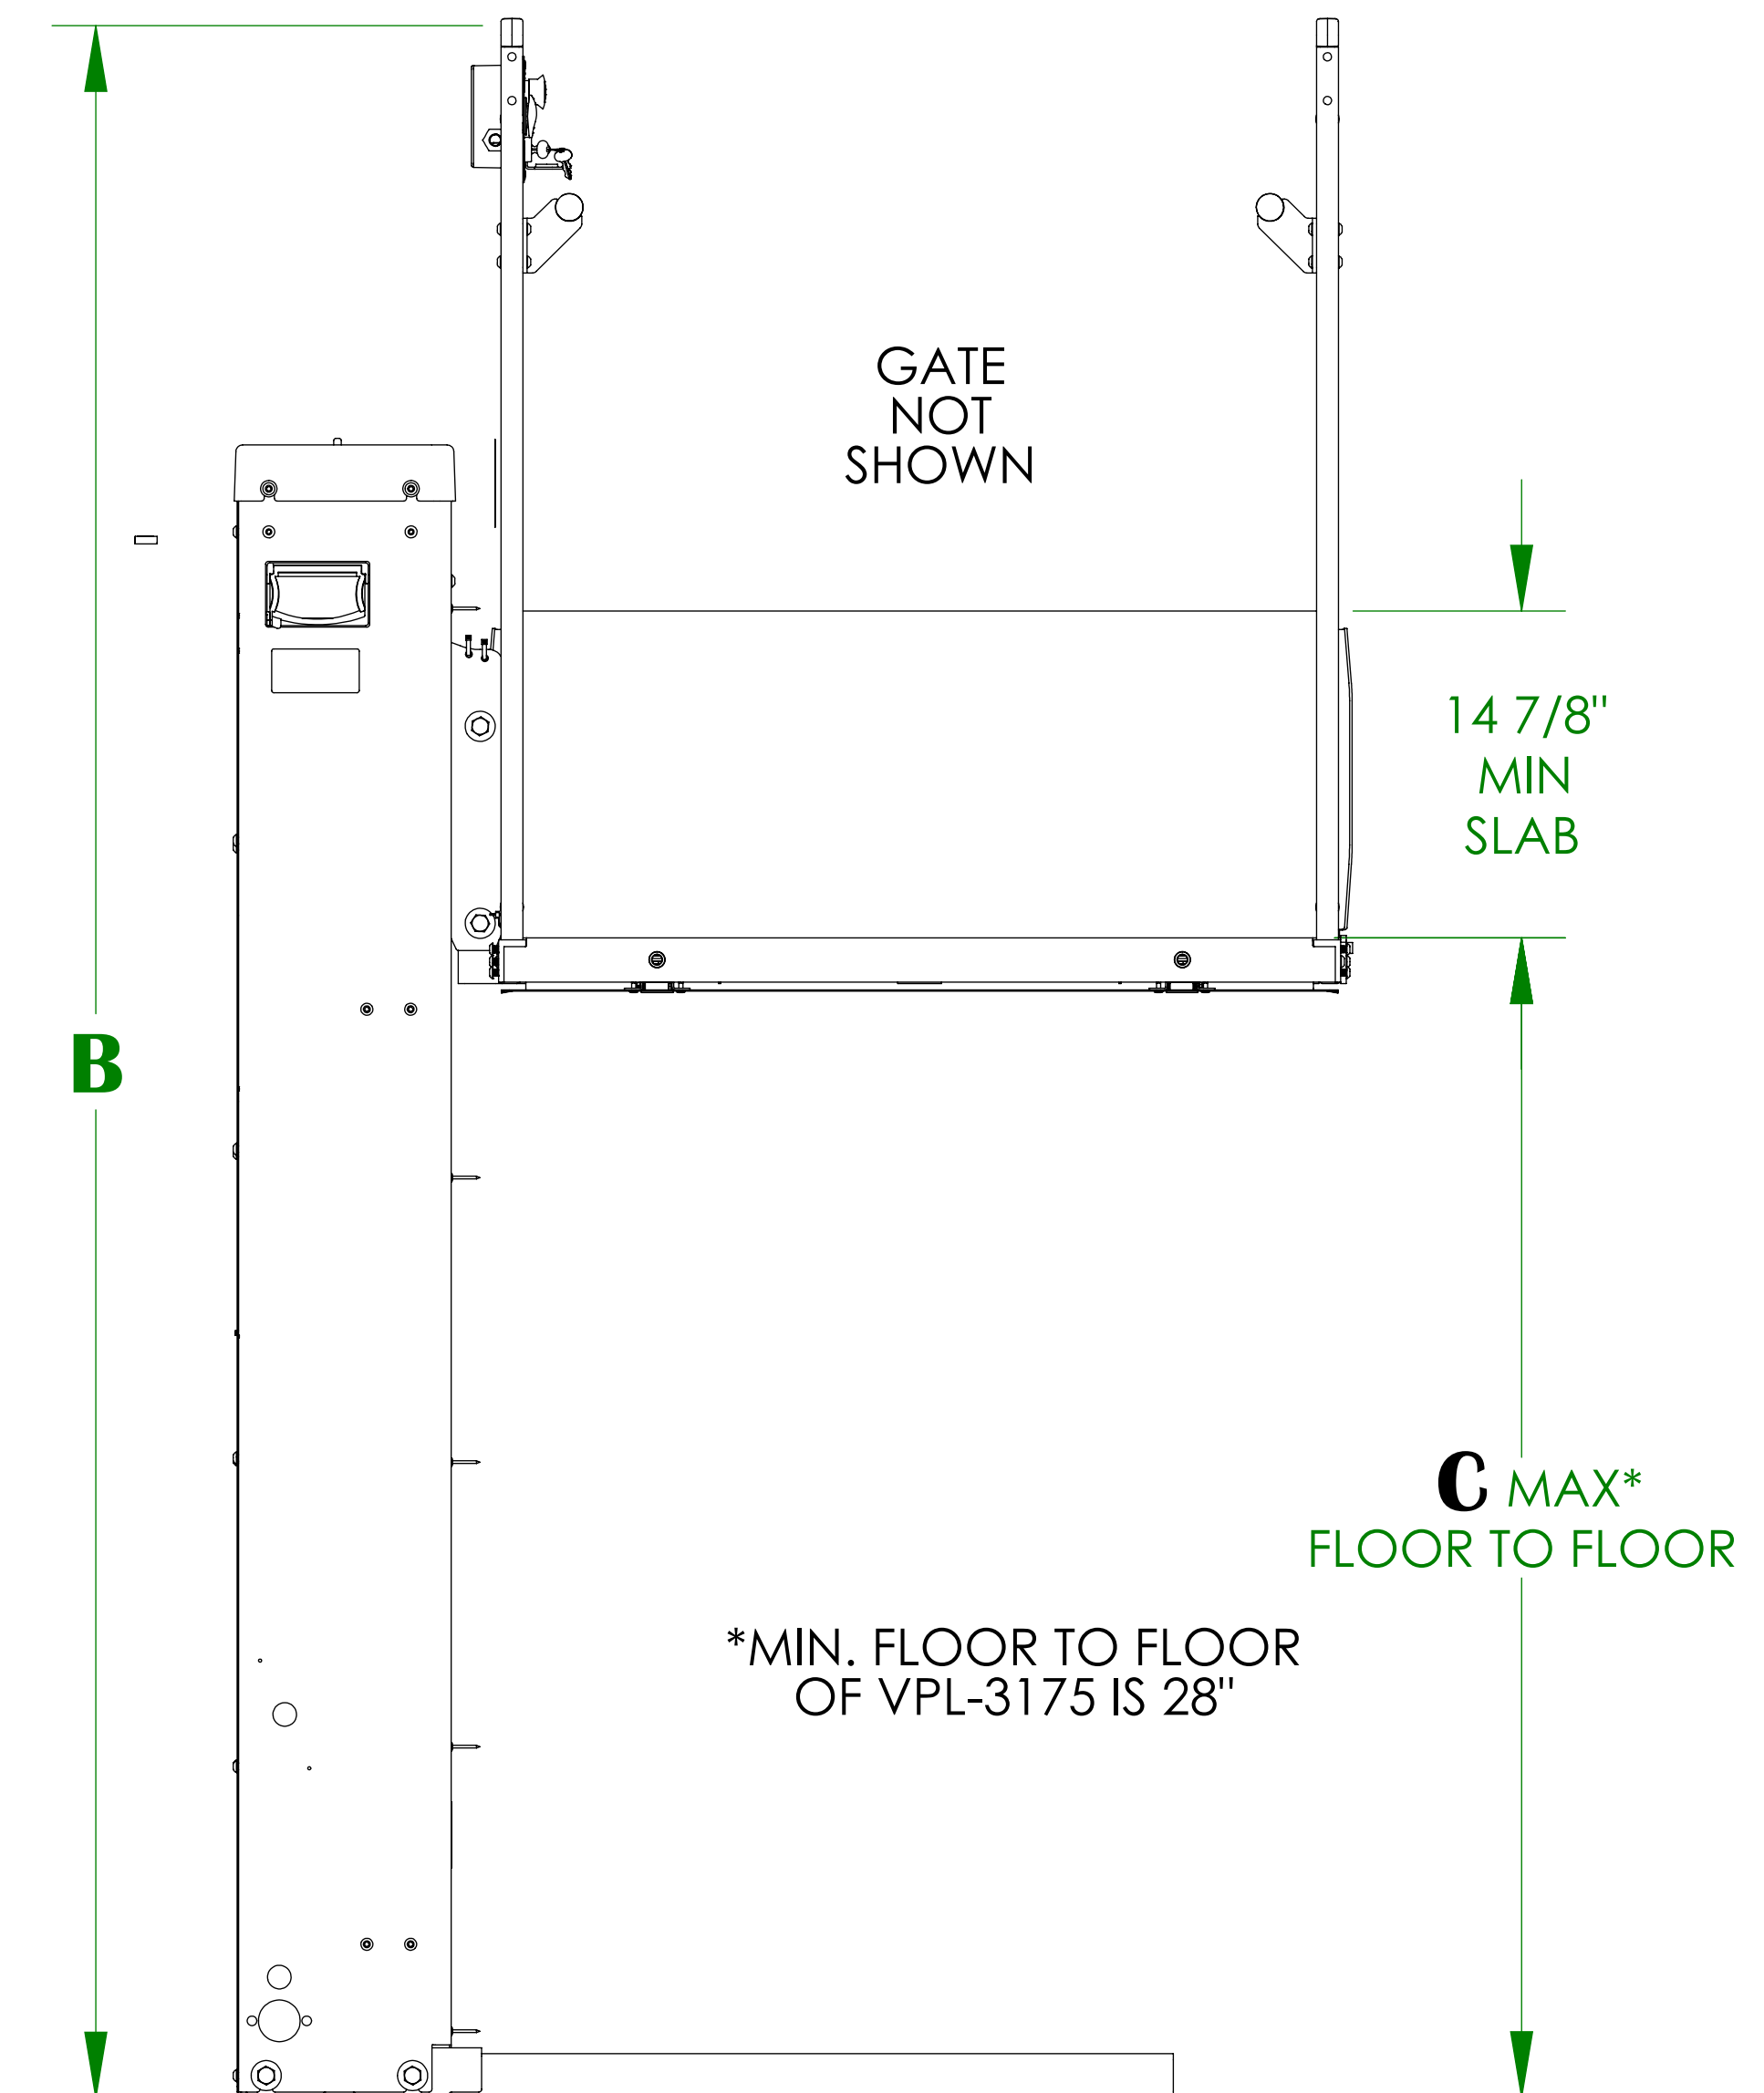 GATE
NOT
SHOWN
14 7/8"
MIN
SLAB
B
C MAX*
FLOOR TO FLOOR
*MIN. FLOOR TO FLOOR
OF VPL-3175 IS 28"